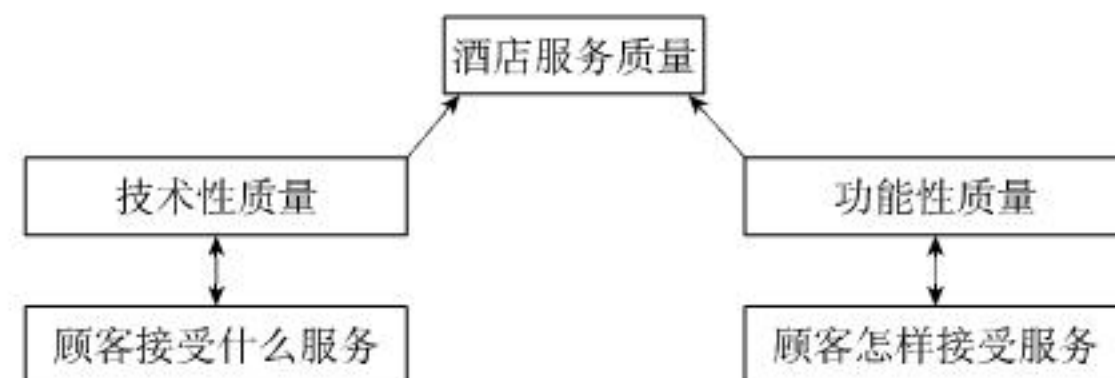 酒店服务质量
技术性质量
功能性质量
顾客接受什么服务
顾客怎样接受服务